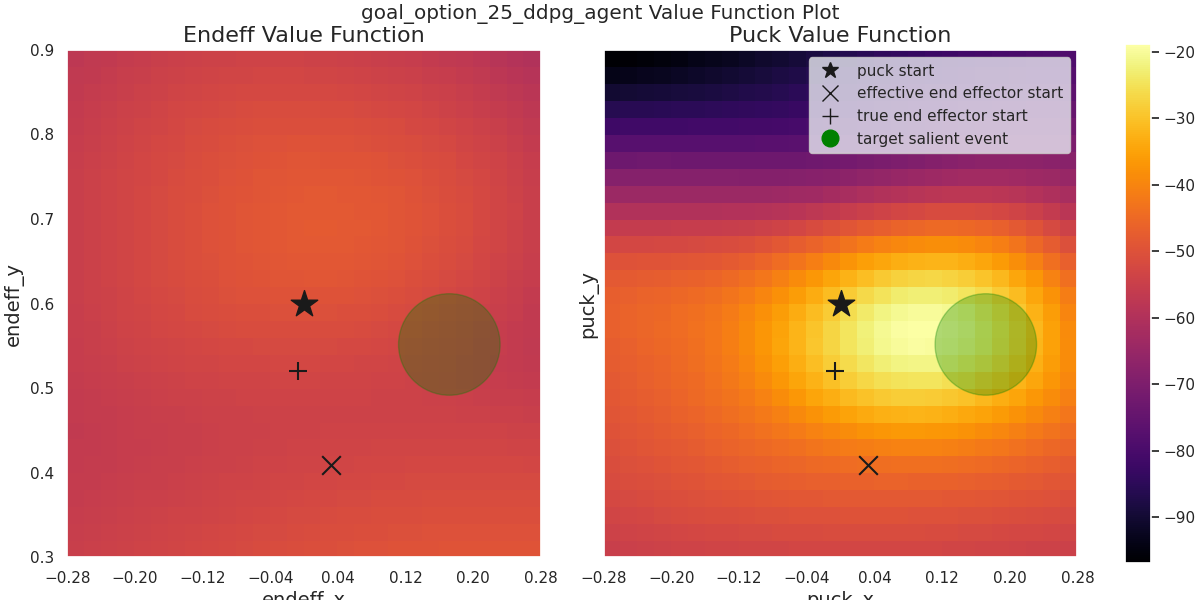 goal_option_25_ddpg_agent Value Function Plot
Endeff Value Function
Puck Value Function
puck start
effective end effector start
true end effector start
target salient event
endeff_y
0.9
0.8
0.7
0.6
0.5
0.4
0.3
puck_y
−20
−30
−40
−50
−60
−70
−80
−90
−0.28 −0.20 −0.12 −0.04 0.04 0.12 0.20 0.28
−0.28 −0.20 −0.12 −0.04 0.04 0.12 0.20 0.28
endeff_x
puck_x